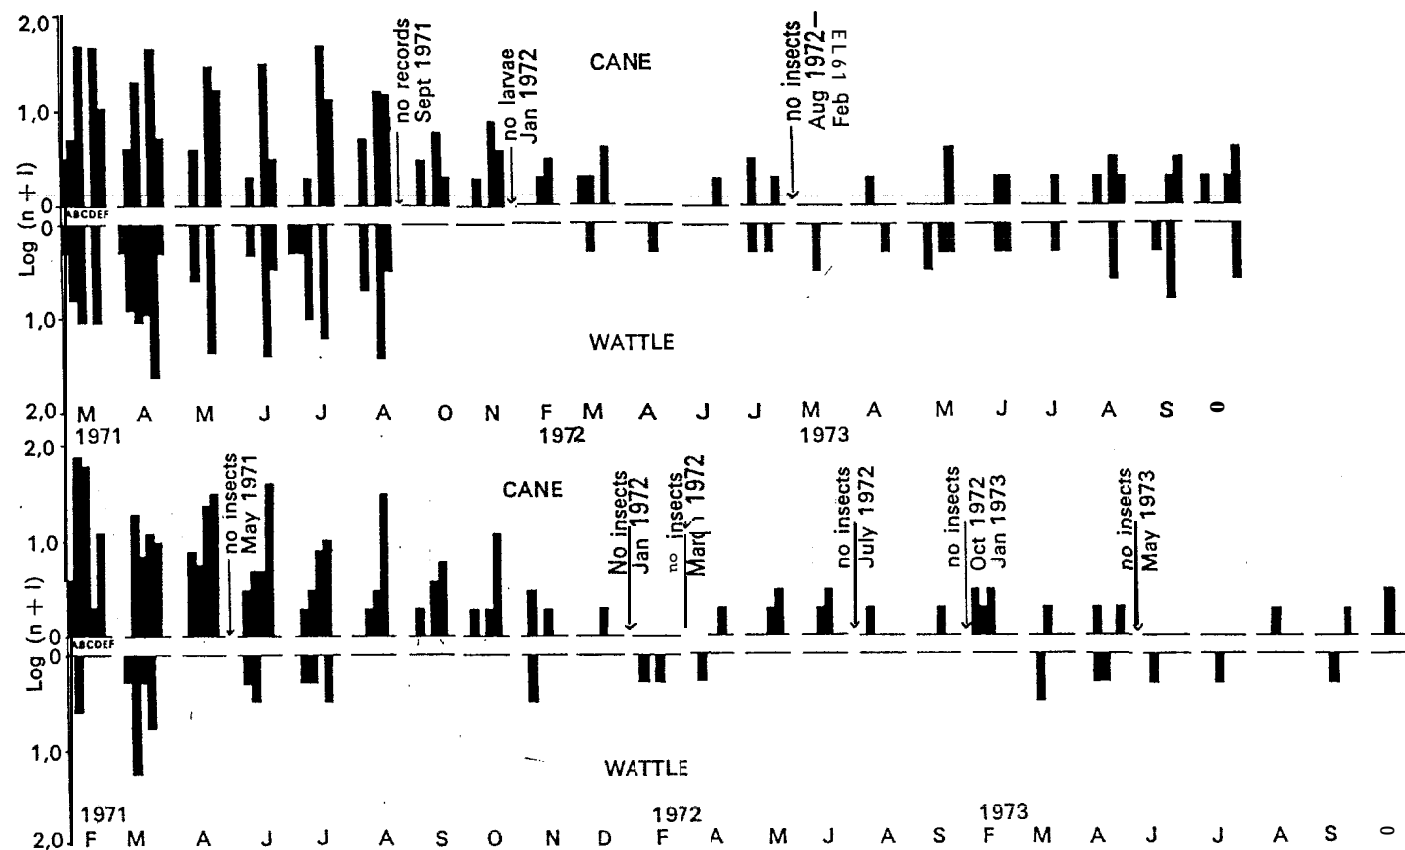 2,0
1,0
0
ABCDEF
0
1,0
2,0
Log (n + I)
no records
Sept 1971
no larvae
Jan 1972
CANE
no insects
Aug 1972—
Feb 1973
WATTLE
M A M J J A O N F M A J J M A M J J A S O
1971 1972 1973
2,0
1,0
0
ABCDEF
0
1,0
2,0
Log (n + I)
no insects
May 1971
CANE
No insects
Jan 1972
no insects
March 1972
no insects
July 1972
no insects
Oct 1972
Jan 1973
no insects
May 1973
WATTLE
1971 1972 1973
F M A J J A S O N D F A M J A S F M A J J A S O